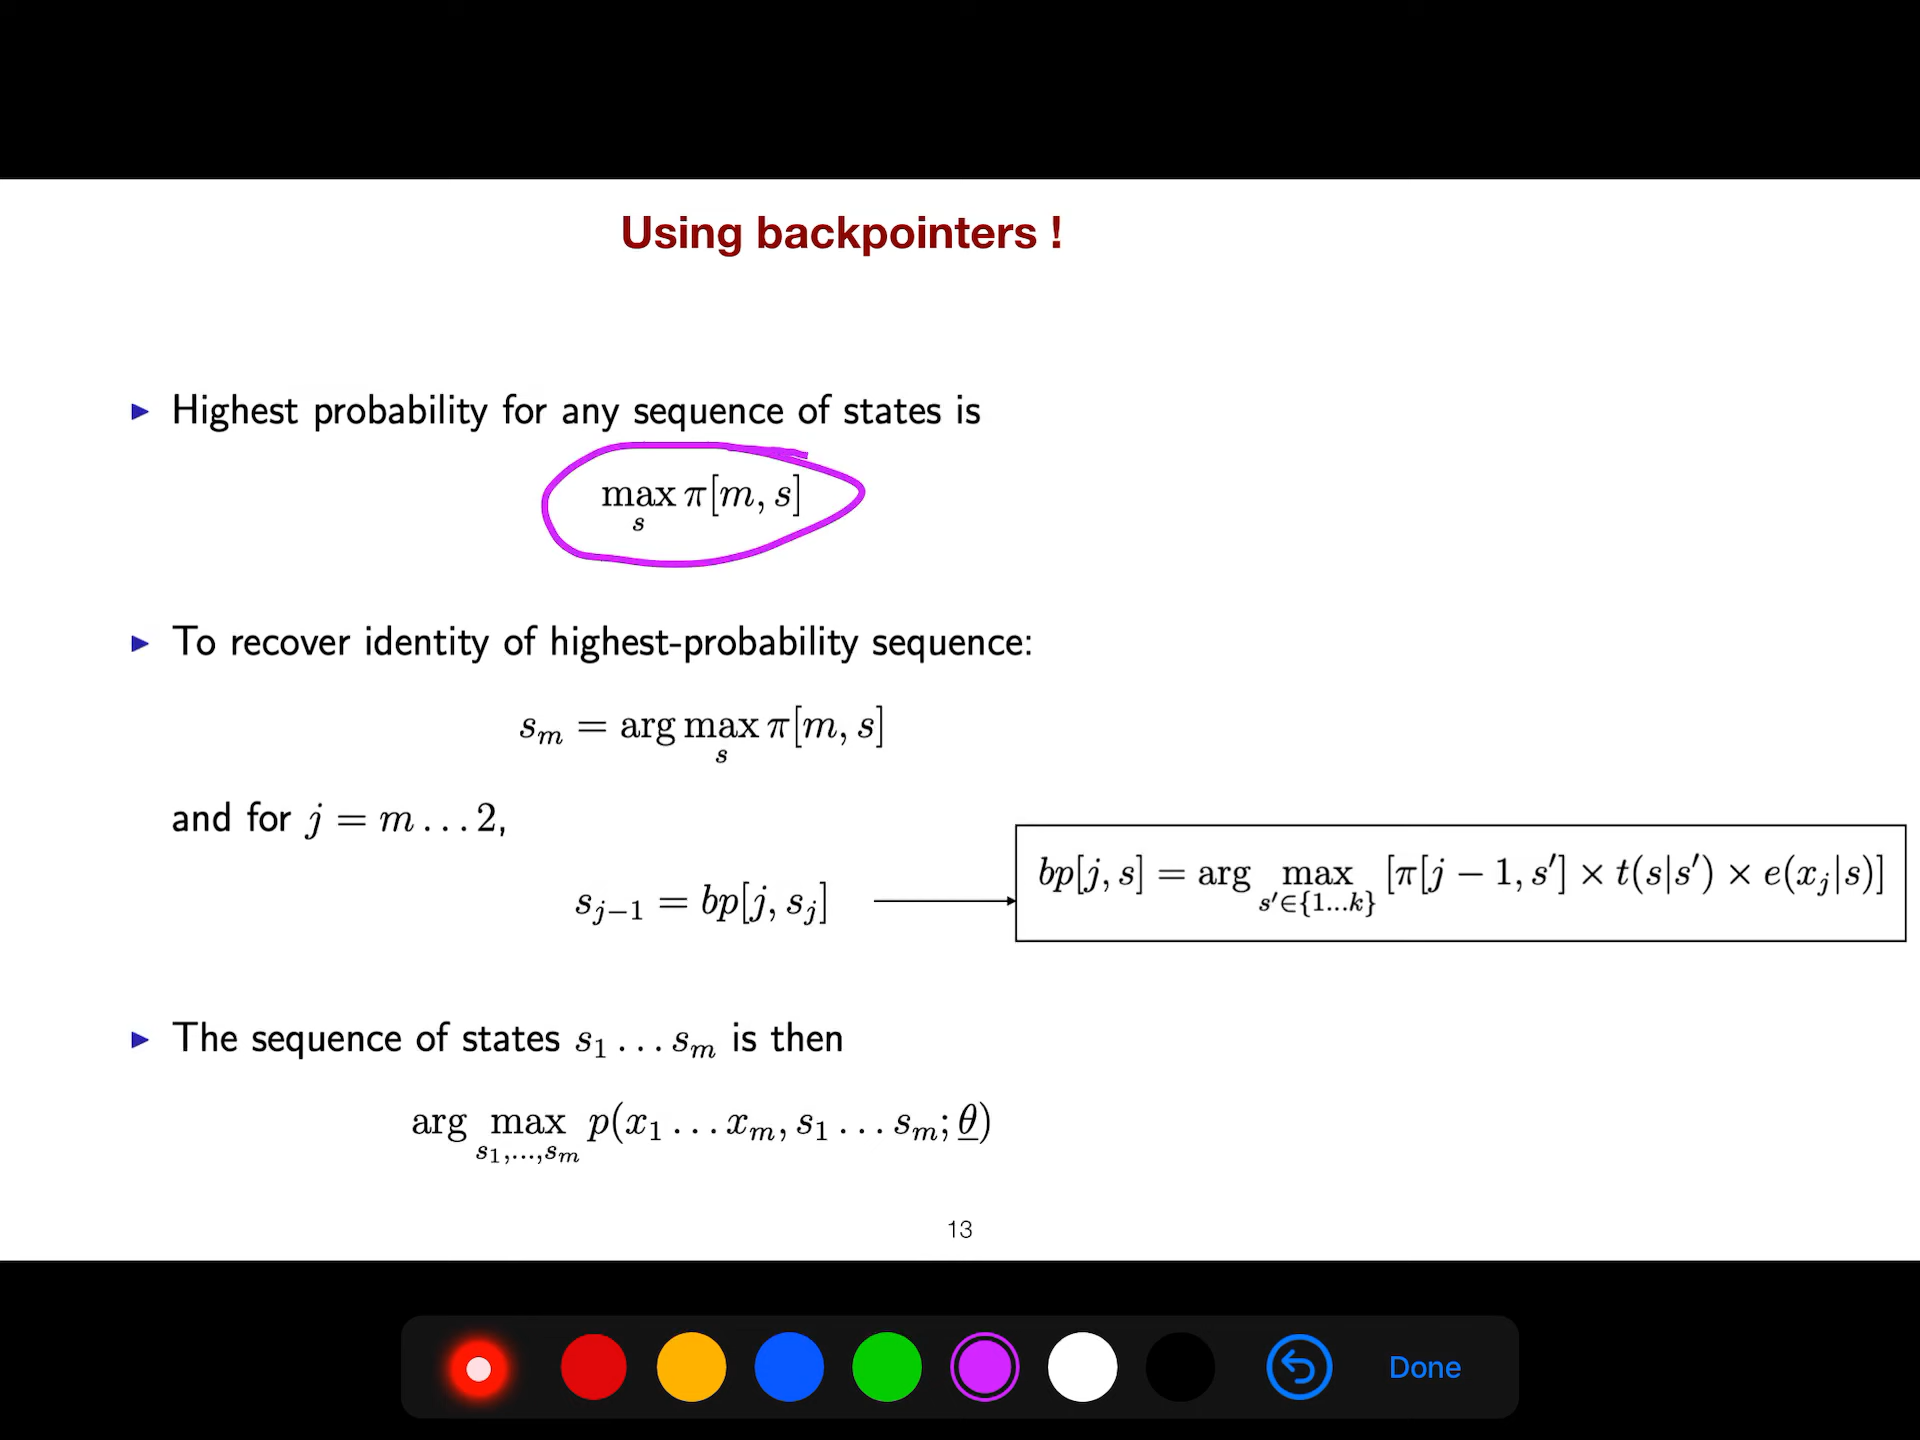 Using backpointers !
▶ Highest probability for any sequence of states is
max_s π[m, s]
▶ To recover identity of highest-probability sequence:
s_m = arg max_s π[m, s]
and for j = m . . . 2,
s_{j−1} = bp[j, s_j]
bp[j, s] = arg max_{s′∈{1...k}} [π[j − 1, s′] × t(s|s′) × e(x_j|s)]
▶ The sequence of states s_1 . . . s_m is then
arg max_{s_1,...,s_m} p(x_1 . . . x_m, s_1 . . . s_m; θ)
13
Done